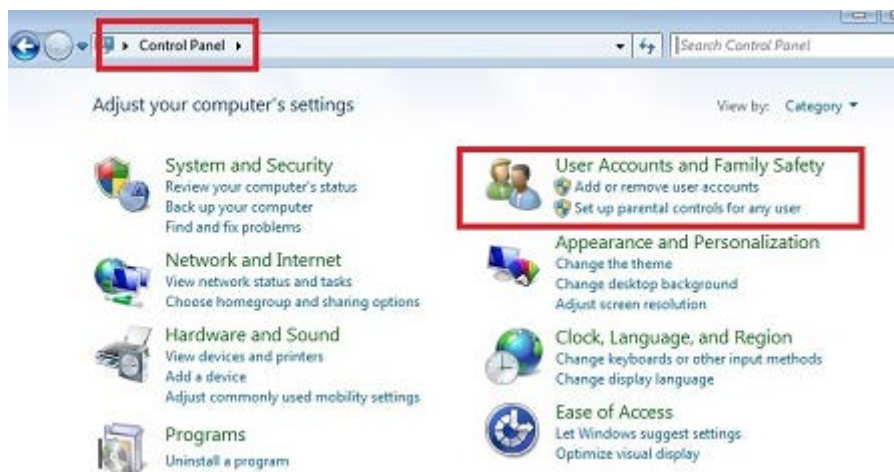 Control Panel
Search Control Panel
Adjust your computer's settings
View by: Category
System and Security
Review your computer's status
Back up your computer
Find and fix problems
Network and Internet
View network status and tasks
Choose homegroup and sharing options
Hardware and Sound
View devices and printers
Add a device
Adjust commonly used mobility settings
Programs
Uninstall a program
User Accounts and Family Safety
Add or remove user accounts
Set up parental controls for any user
Appearance and Personalization
Change the theme
Change desktop background
Adjust screen resolution
Clock, Language, and Region
Change keyboards or other input methods
Change display language
Ease of Access
Let Windows suggest settings
Optimize visual display